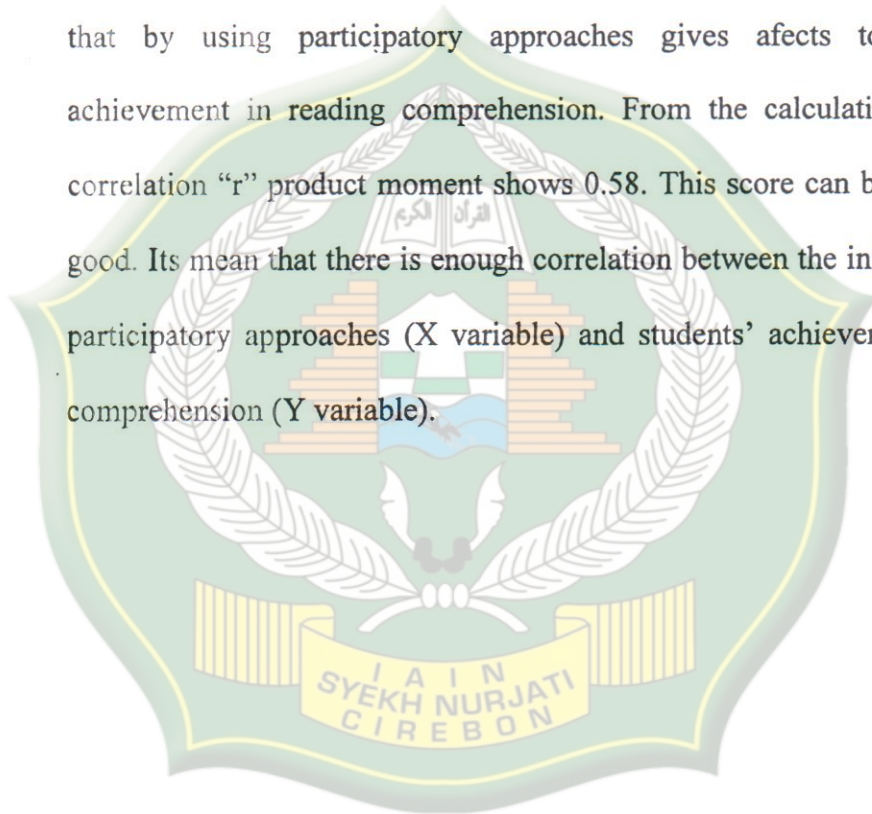 that by using participatory approaches gives afects to
achievement in reading comprehension. From the calculati
correlation “r” product moment shows 0.58. This score can b
good. Its mean that there is enough correlation between the in
participatory approaches (X variable) and students’ achiever
comprehension (Y variable).
القرآن الكريم
IAIN
SYEKH NURJATI
CIREBON